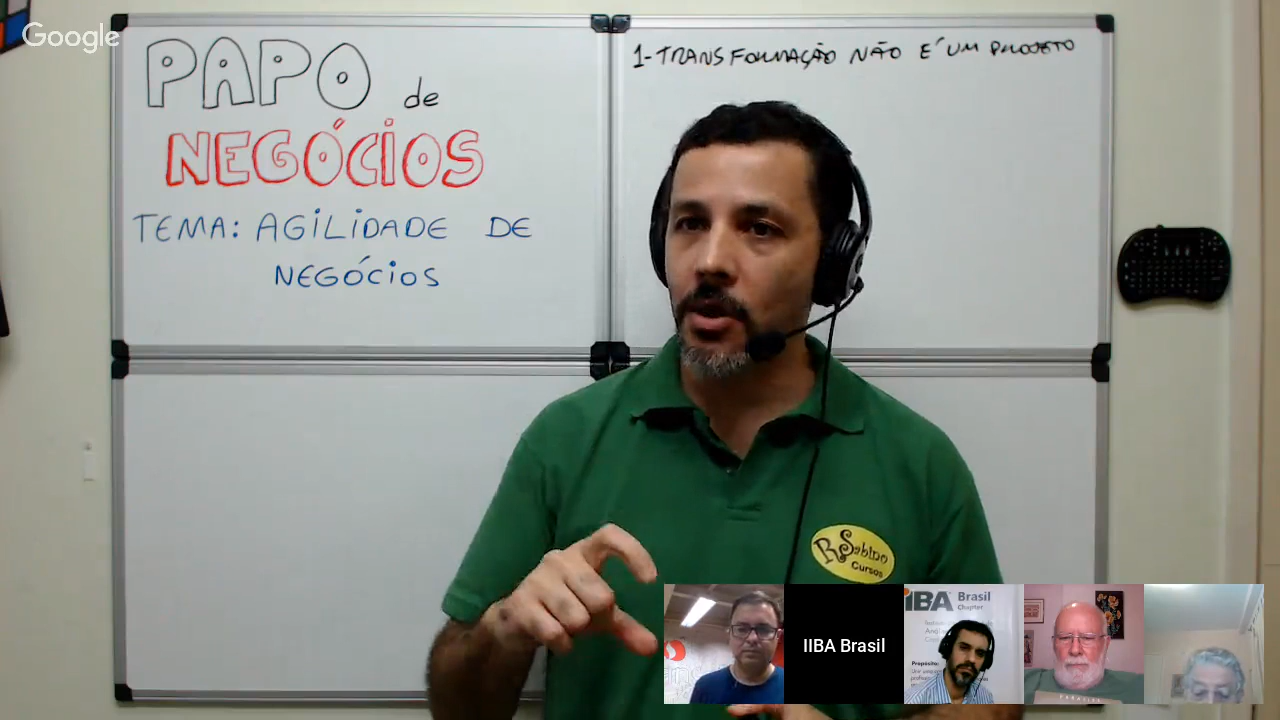 Google
PAPO de
NEGÓCIOS
TEMA: AGILIDADE DE
NEGÓCIOS
1-TRANSFORMAÇÃO NÃO É UM PROJETO
RSabino
Cursos
IIBA Brasil
IIBA Brasil
Chapter
Propósito: